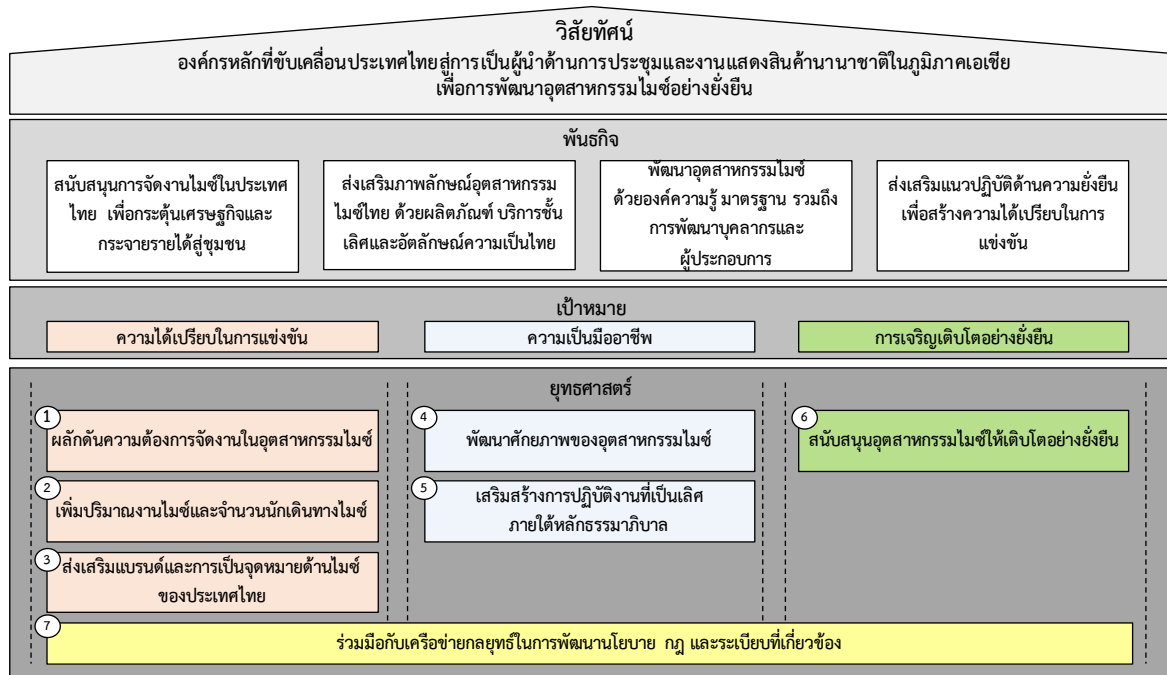 วิสัยทัศน์
องค์กรหลักที่ขับเคลื่อนประเทศไทยสู่การเป็นผู้นำด้านการประชุมและงานแสดงสินค้านานาชาติในภูมิภาคเอเชีย
เพื่อการพัฒนาอุตสาหกรรมไมซ์อย่างยั่งยืน
พันธกิจ
สนับสนุนการจัดงานไมซ์ในประเทศ
ไทย เพื่อกระตุ้นเศรษฐกิจและ
กระจายรายได้สู่ชุมชน
ส่งเสริมภาพลักษณ์อุตสาหกรรม
ไมซ์ไทย ด้วยผลิตภัณฑ์ บริการชั้น
เลิศและอัตลักษณ์ความเป็นไทย
พัฒนาอุตสาหกรรมไมซ์
ด้วยองค์ความรู้ มาตรฐาน รวมถึง
การพัฒนาบุคลากรและ
ผู้ประกอบการ
ส่งเสริมแนวปฏิบัติด้านความยั่งยืน
เพื่อสร้างความได้เปรียบในการ
แข่งขัน
เป้าหมาย
ความได้เปรียบในการแข่งขัน
ความเป็นมืออาชีพ
การเจริญเติบโตอย่างยั่งยืน
ยุทธศาสตร์
1
ผลักดันความต้องการจัดงานในอุตสาหกรรมไมซ์
2
เพิ่มปริมาณงานไมซ์และจำนวนนักเดินทางไมซ์
3
ส่งเสริมแบรนด์และการเป็นจุดหมายด้านไมซ์
ของประเทศไทย
4
พัฒนาศักยภาพของอุตสาหกรรมไมซ์
5
เสริมสร้างการปฏิบัติงานที่เป็นเลิศ
ภายใต้หลักธรรมาภิบาล
6
สนับสนุนอุตสาหกรรมไมซ์ให้เติบโตอย่างยั่งยืน
7
ร่วมมือกับเครือข่ายกลยุทธ์ในการพัฒนานโยบาย กฎ และระเบียบที่เกี่ยวข้อง